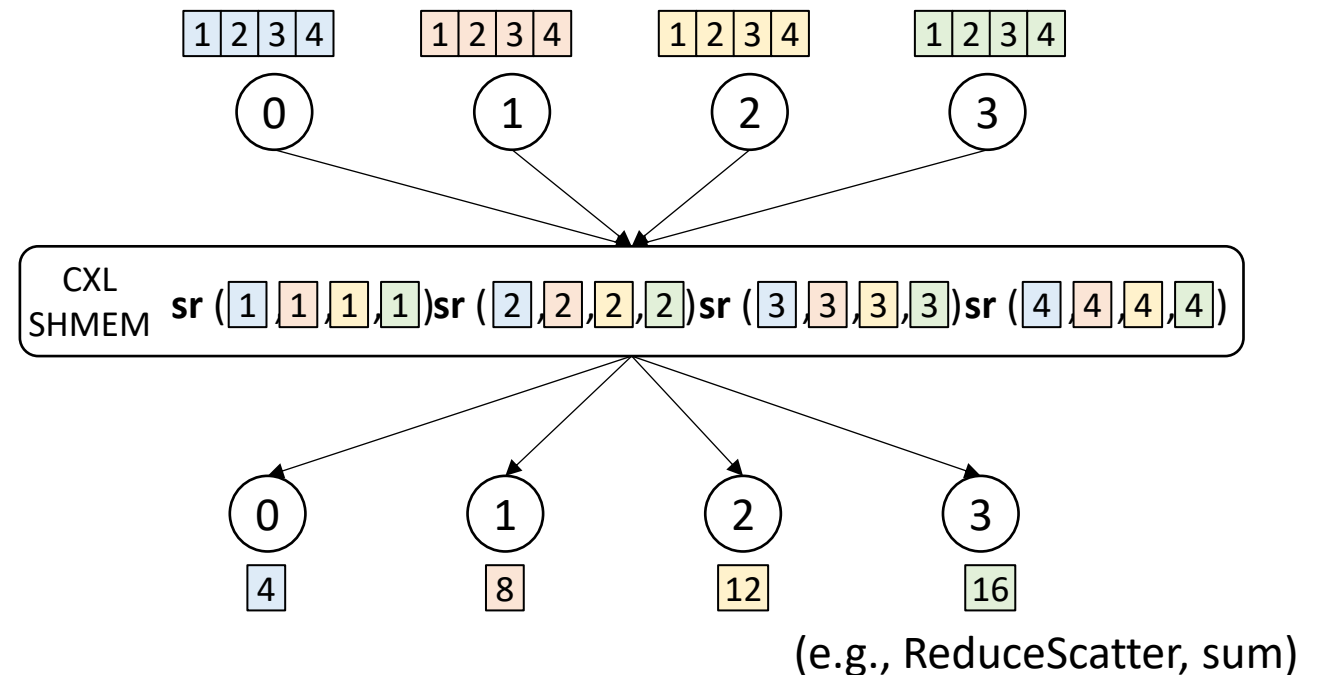 1 2 3 4 1 2 3 4 1 2 3 4 1 2 3 4
0 1 2 3
CXL
SHMEM
sr (1,1,1,1)sr (2,2,2,2)sr (3,3,3,3)sr (4,4,4,4)
0 1 2 3
4 8 12 16
(e.g., ReduceScatter, sum)